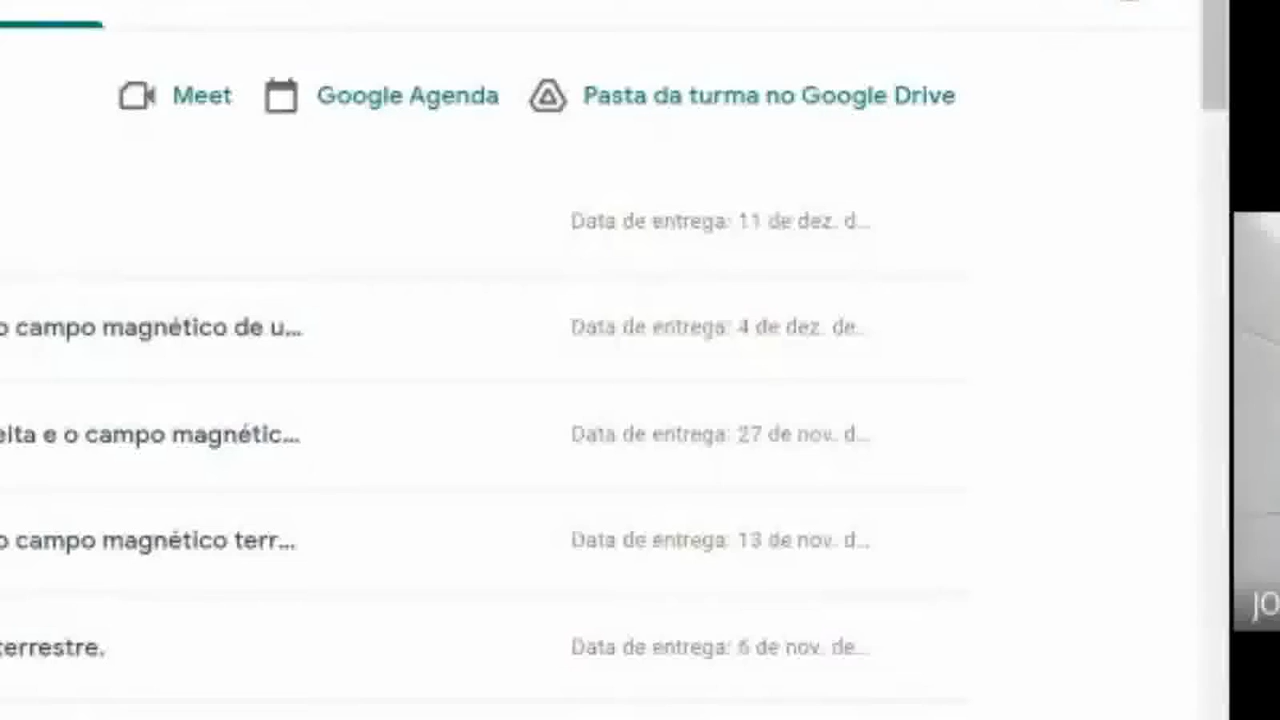 Meet Google Agenda Pasta da turma no Google Drive
Data de entrega: 11 de dez. d...
o campo magnético de u... Data de entrega: 4 de dez. de...
elta e o campo magnétic... Data de entrega: 27 de nov. d...
o campo magnético terr... Data de entrega: 13 de nov. d...
terrestre. Data de entrega: 6 de nov. de...
JO